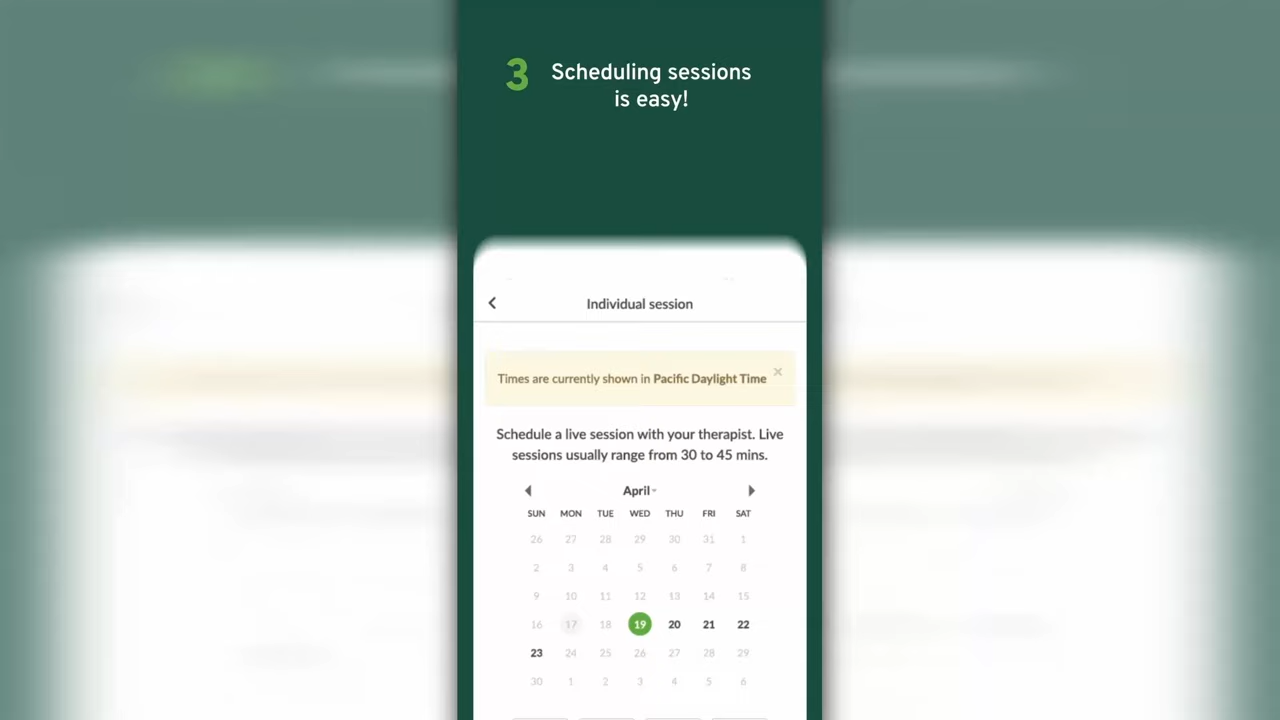 3 Scheduling sessions
is easy!
Individual session
Times are currently shown in Pacific Daylight Time ×
Schedule a live session with your therapist. Live
sessions usually range from 30 to 45 mins.
April
SUN MON TUE WED THU FRI SAT
26 27 28 29 30 31 1
2 3 4 5 6 7 8
9 10 11 12 13 14 15
16 17 18 19 20 21 22
23 24 25 26 27 28 29
30 1 2 3 4 5 6